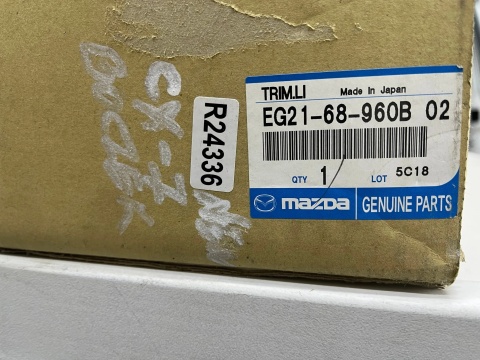 TRIM.LI Made In Japan
EG21-68-960B 02
QTY 1 LOT 5C18
mazda GENUINE PARTS
R24336
CX-7
NEW